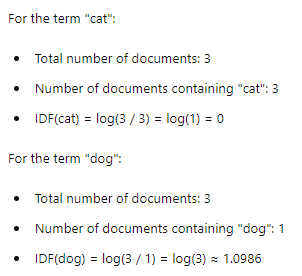 For the term "cat":
• Total number of documents: 3
• Number of documents containing "cat": 3
• IDF(cat) = log(3 / 3) = log(1) = 0
For the term "dog":
• Total number of documents: 3
• Number of documents containing "dog": 1
• IDF(dog) = log(3 / 1) = log(3) ≈ 1.0986